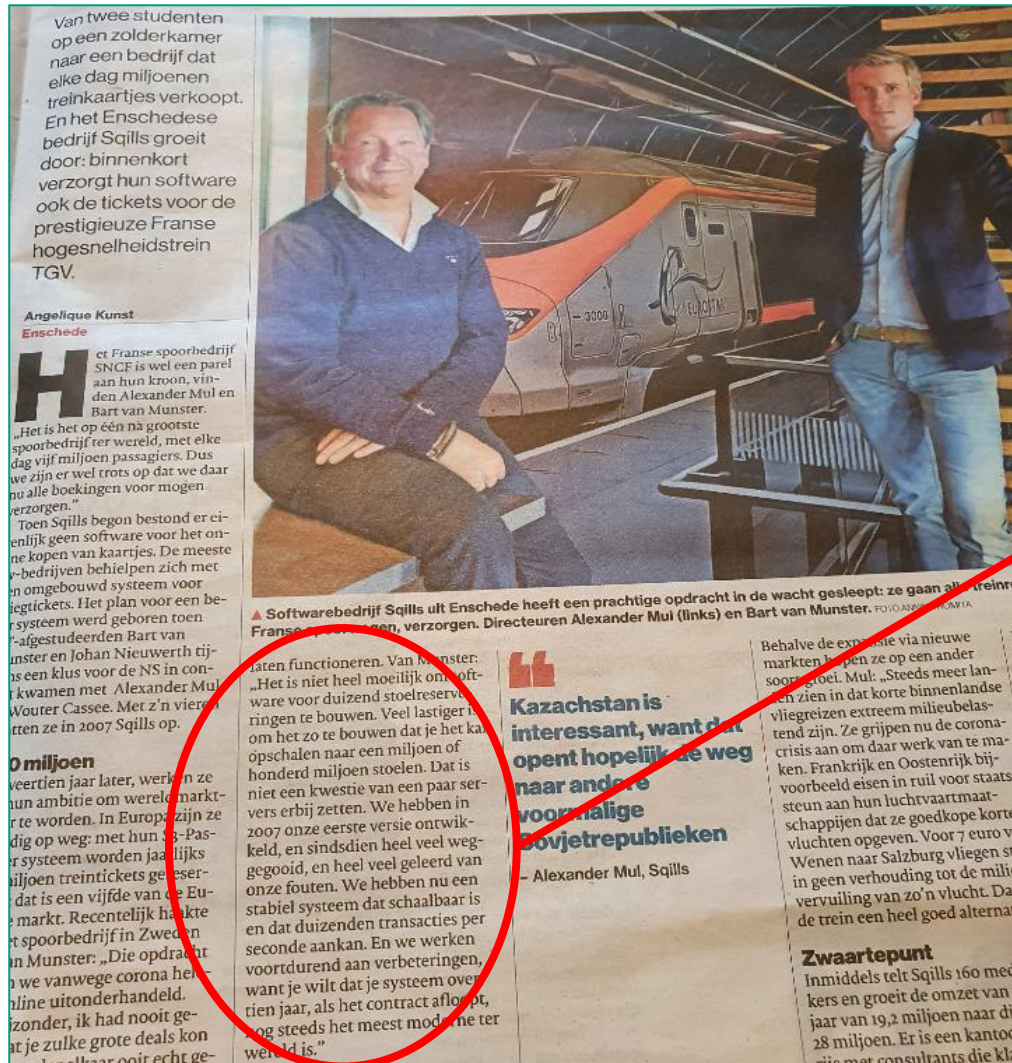 Van twee studenten
op een zolderkamer
naar een bedrijf dat
elke dag miljoenen
treinkaartjes verkoopt.
En het Enschedese
bedrijf Sqills groeit
door: binnenkort
verzorgt hun software
ook de tickets voor de
prestigieuze Franse
hogesnelheidstrein
TGV.
Angelique Kunst
Enschede
Het Franse spoorbedrijf
SNCF is wel een parel
aan hun kroon, vin-
den Alexander Mul en
Bart van Munster.
„Het is het op één na grootste
spoorbedrijf ter wereld, met elke
dag vijf miljoen passagiers. Dus
we zijn er wel trots op dat we daar
nu alle boekingen voor mogen
verzorgen.”
Toen Sqills begon bestond er ei-
enlijk geen software voor het on-
ne kopen van kaartjes. De meeste
-bedrijven behielpen zich met
n omgebouwd systeem voor
iegtickets. Het plan voor een be-
r systeem werd geboren toen
-afgestudeerden Bart van
unster en Johan Nieuwerth tij-
ns een klus voor de NS in con-
t kwamen met Alexander Mul
Wouter Cassee. Met z'n vieren
tten ze in 2007 Sqills op.
0 miljoen
veertien jaar later, werken ze
hun ambitie om wereldmarkt-
r te worden. In Europa zijn ze
dig op weg: met hun S3-Pas-
r systeem worden jaarlijks
miljoen treintickets gereser-
dat is een vijfde van de Eu-
e markt. Recentelijk haakte
t spoorbedrijf in Zweden
n Munster: „Die opdracht
we vanwege corona hele-
nline uitonderhandeld.
jzonder, ik had nooit ge-
at je zulke grote deals kon
ooit echt ge-
3008
EUROSTAR
▲ Softwarebedrijf Sqills uit Enschede heeft een prachtige opdracht in de wacht gesleept: ze gaan alle treinre
Franse verzorgen. Directeuren Alexander Mul (links) en Bart van Munster. FOTO
laten functioneren. Van Munster:
„Het is niet heel moeilijk om soft-
ware voor duizend stoelreserve-
ringen te bouwen. Veel lastiger is
om het zo te bouwen dat je het kan
opschalen naar een miljoen of
honderd miljoen stoelen. Dat is
niet een kwestie van een paar ser-
vers erbij zetten. We hebben in
2007 onze eerste versie ontwik-
keld, en sindsdien heel veel weg-
gegooid, en heel veel geleerd van
onze fouten. We hebben nu een
stabiel systeem dat schaalbaar is
en dat duizenden transacties per
seconde aankan. En we werken
voortdurend aan verbeteringen,
want je wilt dat je systeem over
tien jaar, als het contract afloopt,
nog steeds het meest moderne ter
wereld is.”
“
Kazachstan is
interessant, want dat
opent hopelijk de weg
naar andere
voormalige
Sovjetrepublieken
– Alexander Mul, Sqills
Behalve de expansie via nieuwe
markten hopen ze op een ander
soort groei. Mul: „Steeds meer lan-
den zien in dat korte binnenlandse
vliegreizen extreem milieubelas-
tend zijn. Ze grijpen nu de corona-
crisis aan om daar werk van te ma-
ken. Frankrijk en Oostenrijk bij-
voorbeeld eisen in ruil voor staats
steun aan hun luchtvaartmaat-
schappijen dat ze goedkope korte
vluchten opgeven. Voor 7 euro v
Wenen naar Salzburg vliegen st
in geen verhouding tot de milie
vervuiling van zo'n vlucht. Da
de trein een heel goed alterna
Zwaartepunt
Inmiddels telt Sqills 160 med
kers en groeit de omzet van
jaar van 19,2 miljoen naar di
28 miljoen. Er is een kantoo
met consultants die kla